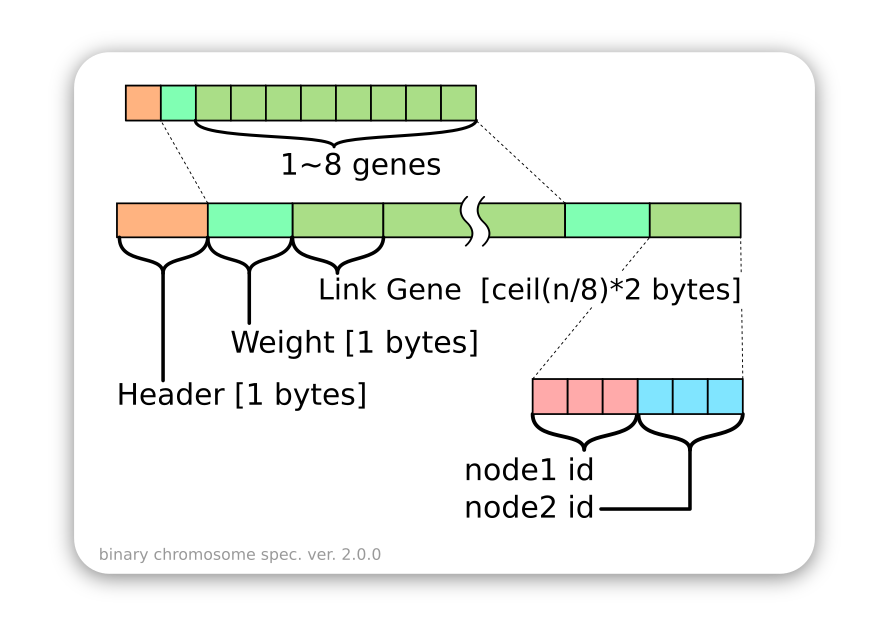 1~8 genes
Link Gene  [ceil(n/8)*2 bytes]
Weight [1 bytes]
Header [1 bytes]
node1 id
node2 id
binary chromosome spec. ver. 2.0.0